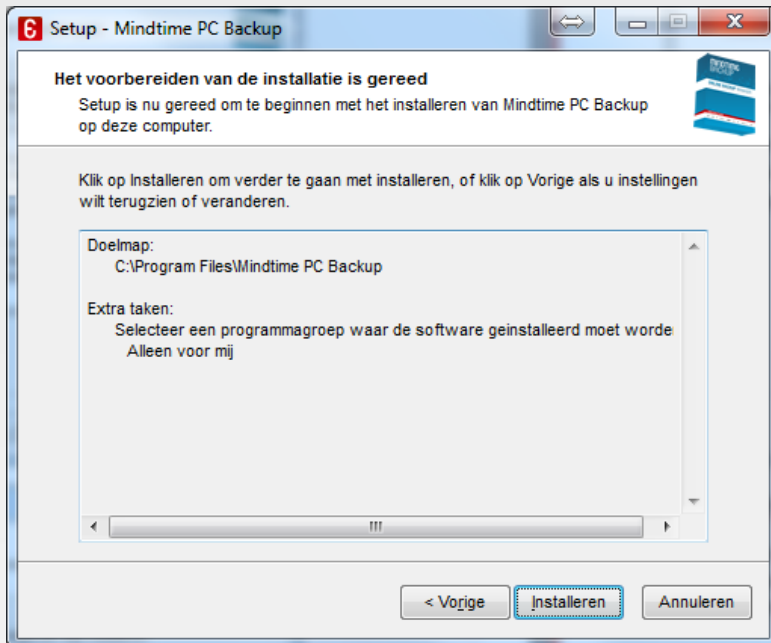 Setup - Mindtime PC Backup
Het voorbereiden van de installatie is gereed
Setup is nu gereed om te beginnen met het installeren van Mindtime PC Backup
op deze computer.
MINDTIME
BACKUP
Klik op Installeren om verder te gaan met installeren, of klik op Vorige als u instellingen
wilt terugzien of veranderen.
Doelmap:
C:\Program Files\Mindtime PC Backup
Extra taken:
Selecteer een programmagroep waar de software geinstalleerd moet worde
Alleen voor mij
< Vorige
Installeren
Annuleren